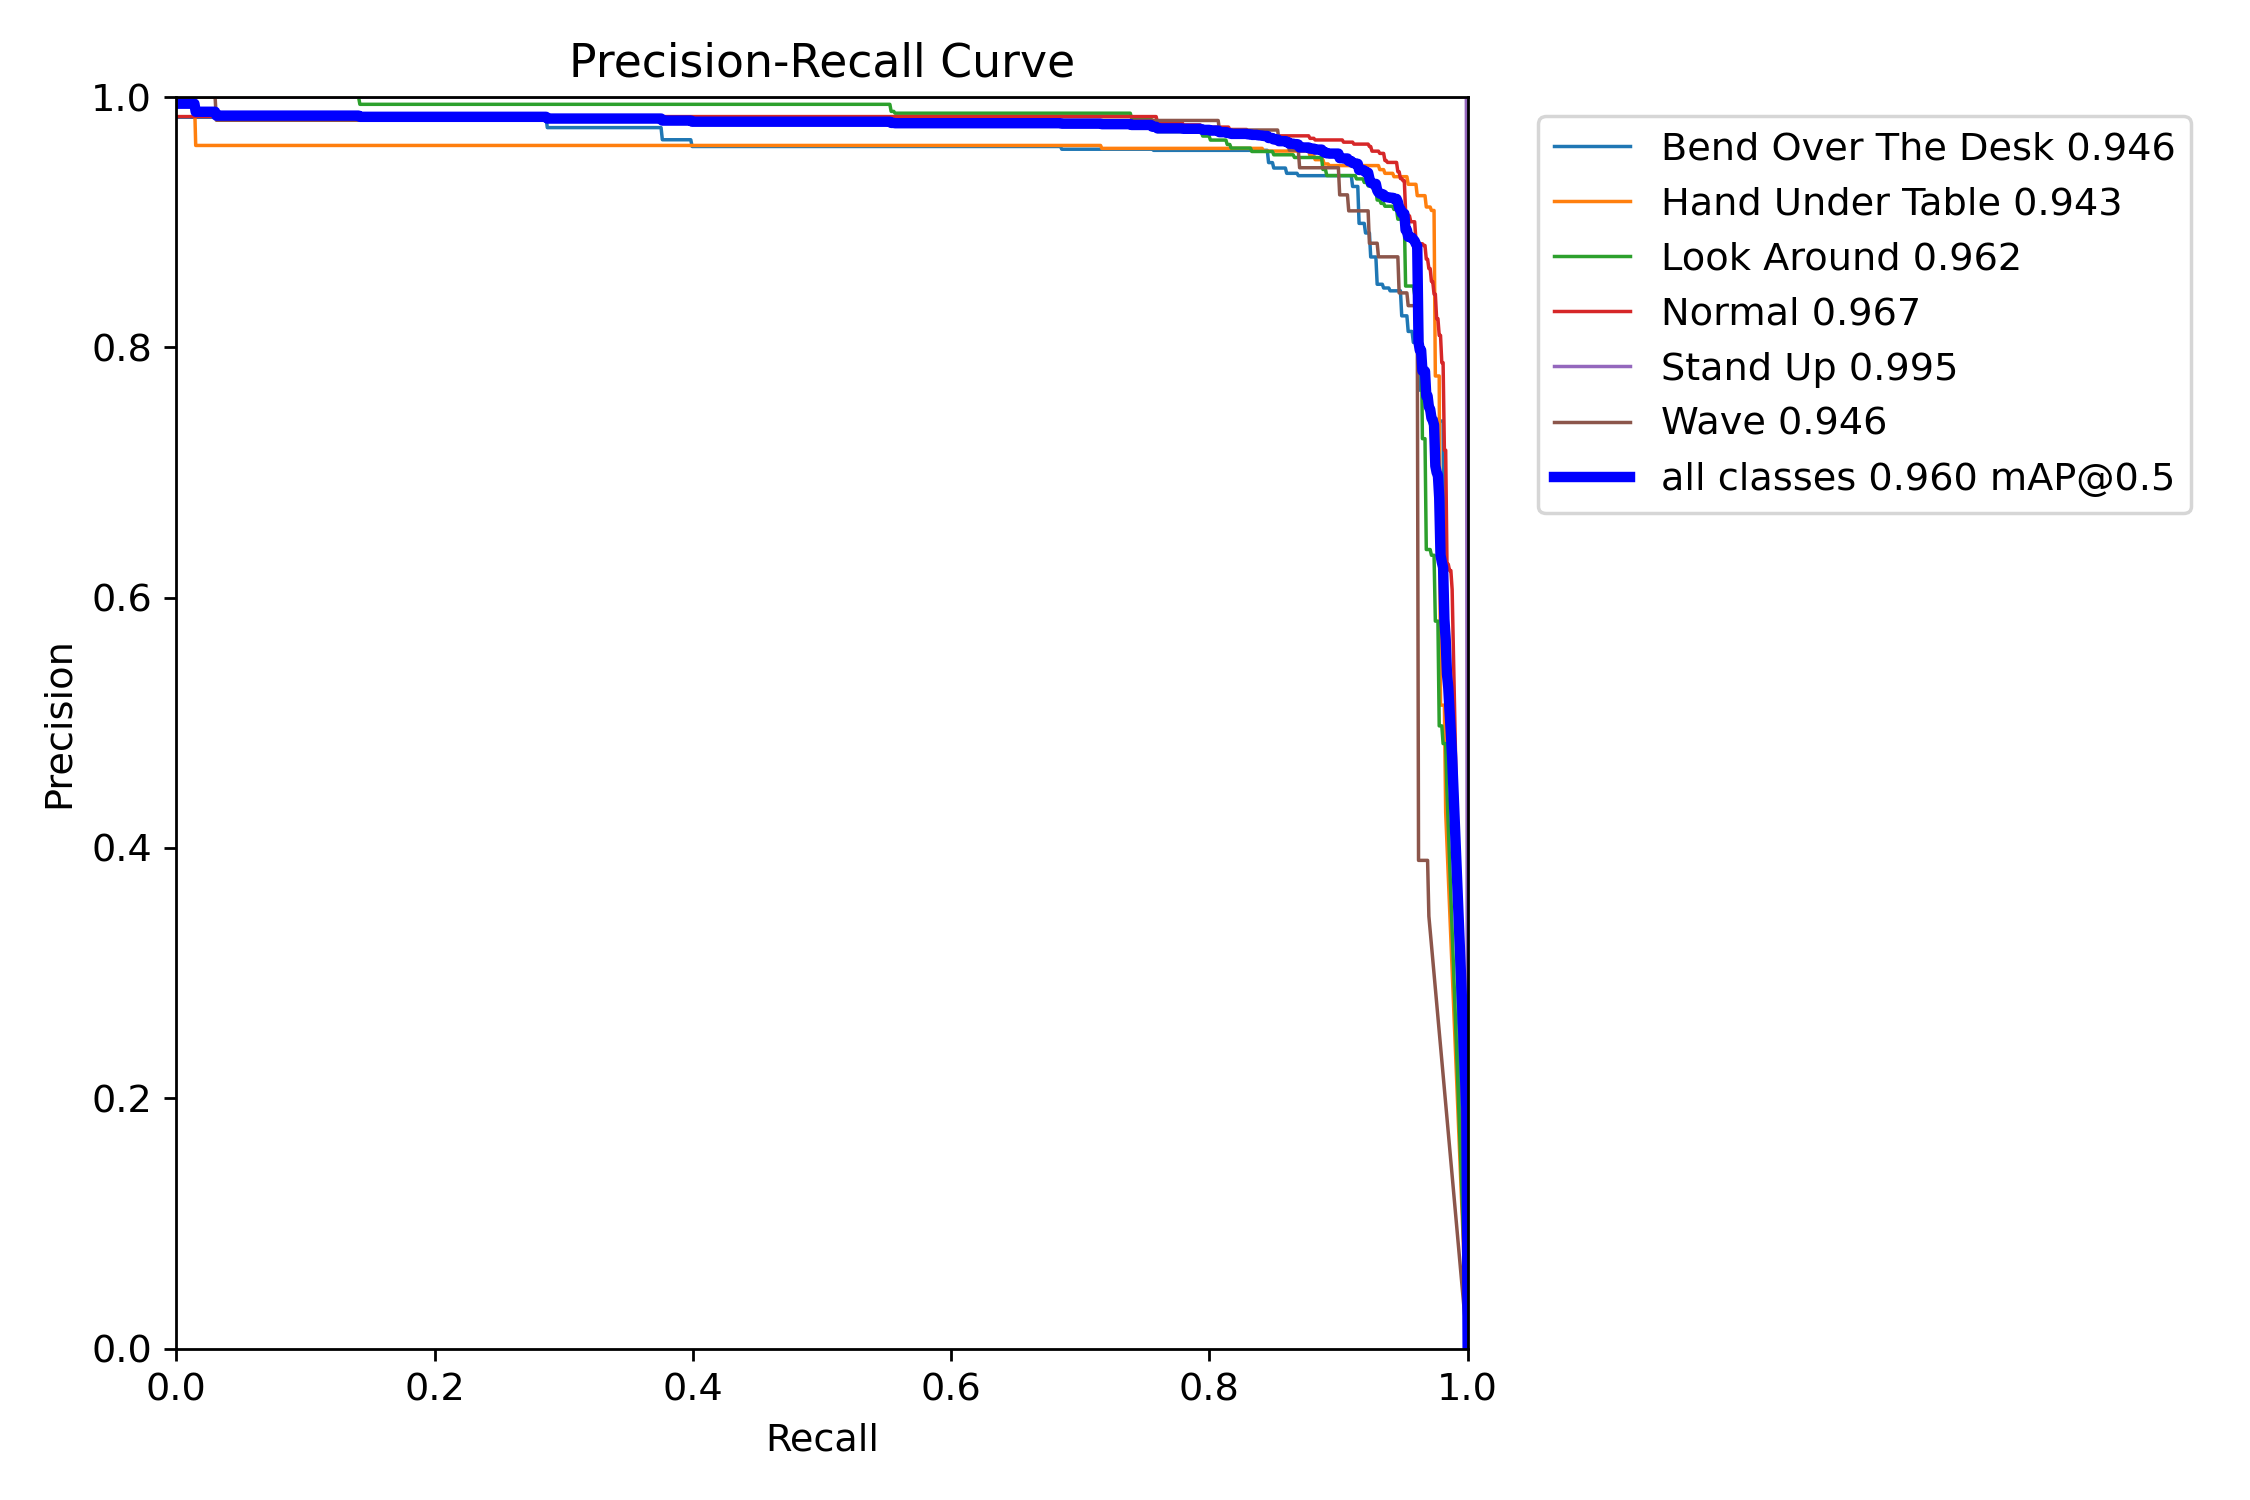 Precision-Recall Curve
1.0
0.8
0.6
0.4
0.2
0.0
Precision
0.0 0.2 0.4 0.6 0.8 1.0
Recall
Bend Over The Desk 0.946
Hand Under Table 0.943
Look Around 0.962
Normal 0.967
Stand Up 0.995
Wave 0.946
all classes 0.960 mAP@0.5